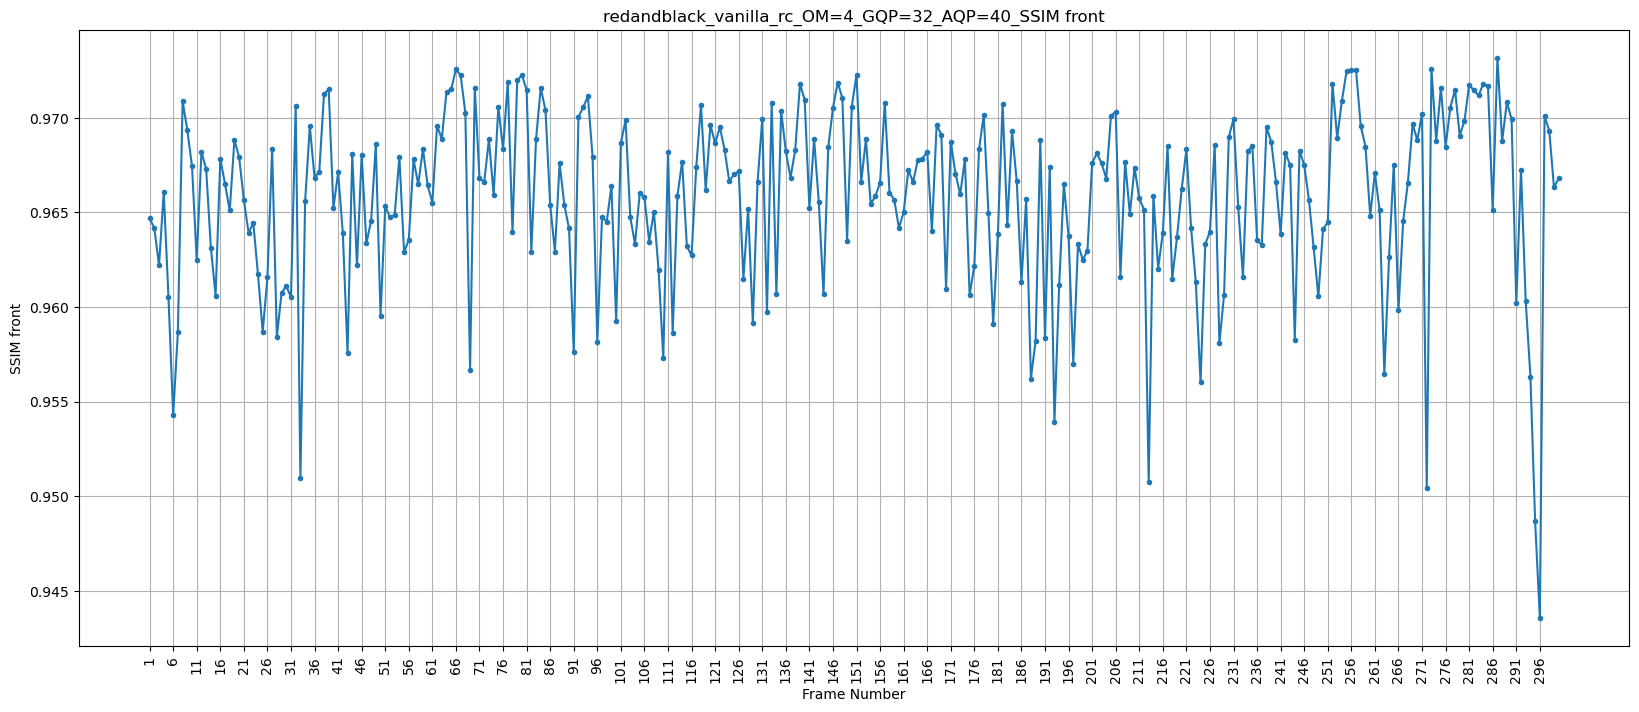 redandblack_vanilla_rc_OM=4_GQP=32_AQP=40_SSIM front
SSIM front
0.970
0.965
0.960
0.955
0.950
0.945
1 6 11 16 21 26 31 36 41 46 51 56 61 66 71 76 81 86 91 96 101 106 111 116 121 126 131 136 141 146 151 156 161 166 171 176 181 186 191 196 201 206 211 216 221 226 231 236 241 246 251 256 261 266 271 276 281 286 291 296
Frame Number